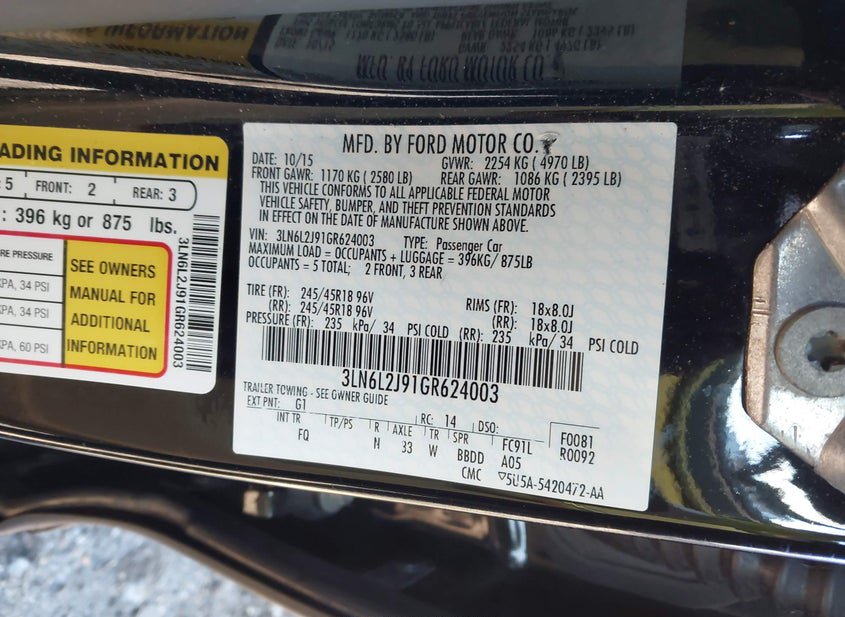 ADING INFORMATION
5 FRONT: 2 REAR: 3
: 396 kg or 875 lbs.
RE PRESSURE
KPA, 34 PSI
KPA, 34 PSI
KPA, 60 PSI
SEE OWNERS
MANUAL FOR
ADDITIONAL
INFORMATION
3LN6L2J91GR624003
MFD. BY FORD MOTOR CO.
DATE: 10/15 GVWR: 2254 KG ( 4970 LB)
FRONT GAWR: 1170 KG ( 2580 LB) REAR GAWR: 1086 KG ( 2395 LB)
THIS VEHICLE CONFORMS TO ALL APPLICABLE FEDERAL MOTOR
VEHICLE SAFETY, BUMPER, AND THEFT PREVENTION STANDARDS
IN EFFECT ON THE DATE OF MANUFACTURE SHOWN ABOVE.
VIN: 3LN6L2J91GR624003 TYPE: Passenger Car
MAXIMUM LOAD = OCCUPANTS + LUGGAGE = 396KG/ 875LB
OCCUPANTS = 5 TOTAL; 2 FRONT, 3 REAR
TIRE (FR): 245/45R18 96V RIMS (FR): 18x8.0J
(RR): 245/45R18 96V (RR): 18x8.0J
PRESSURE (FR): 235 kPa/ 34 PSI COLD (RR): 235 kPa/ 34 PSI COLD
3LN6L2J91GR624003
TRAILER TOWING - SEE OWNER GUIDE
EXT PNT: G1 RC: 14 DSO: F0081
INT TR TP/PS R AXLE TR SPR FC91L R0092
FQ N 33 W BBDD A05
CMC ▽5U5A-5420472-AA